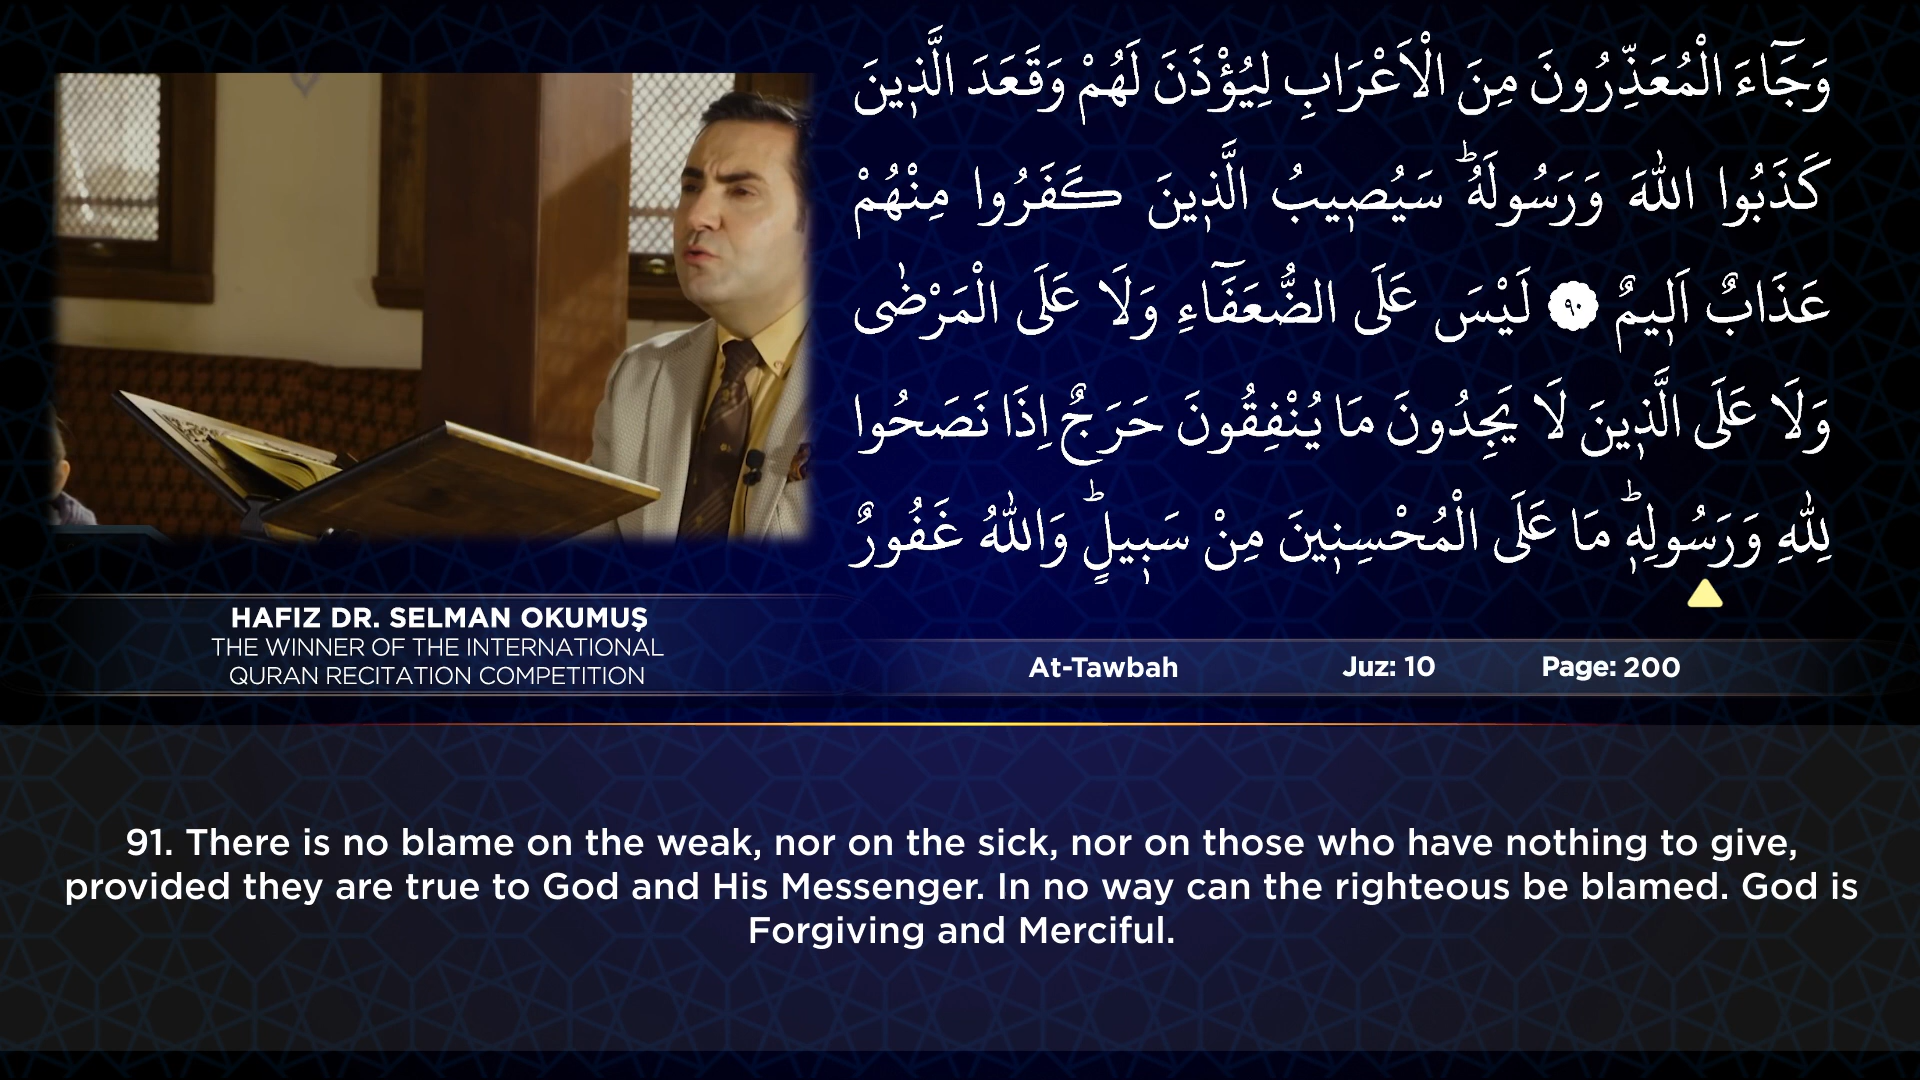 وَجَٓاءَ الْمُعَذِّرُونَ مِنَ الْاَعْرَابِ لِيُؤْذَنَ لَهُمْ وَقَعَدَ الَّذ۪ينَ
كَذَبُوا اللّٰهَ وَرَسُولَهُۜ سَيُص۪يبُ الَّذ۪ينَ كَفَرُوا مِنْهُمْ
عَذَابٌ اَل۪يمٌ ﴿٩٠﴾ لَيْسَ عَلَى الضُّعَفَٓاءِ وَلَا عَلَى الْمَرْضٰى
وَلَا عَلَى الَّذ۪ينَ لَا يَجِدُونَ مَا يُنْفِقُونَ حَرَجٌ اِذَا نَصَحُوا
لِلّٰهِ وَرَسُولِه۪ۜ مَا عَلَى الْمُحْسِن۪ينَ مِنْ سَب۪يلٍۜ وَاللّٰهُ غَفُورٌ
HAFIZ DR. SELMAN OKUMUŞ
THE WINNER OF THE INTERNATIONAL
QURAN RECITATION COMPETITION
At-Tawbah Juz: 10 Page: 200
91. There is no blame on the weak, nor on the sick, nor on those who have nothing to give,
provided they are true to God and His Messenger. In no way can the righteous be blamed. God is
Forgiving and Merciful.